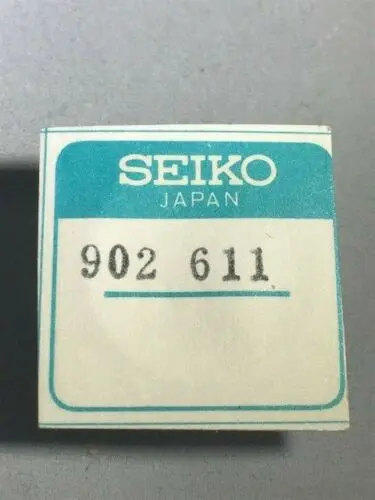 SEIKO
JAPAN
902 611